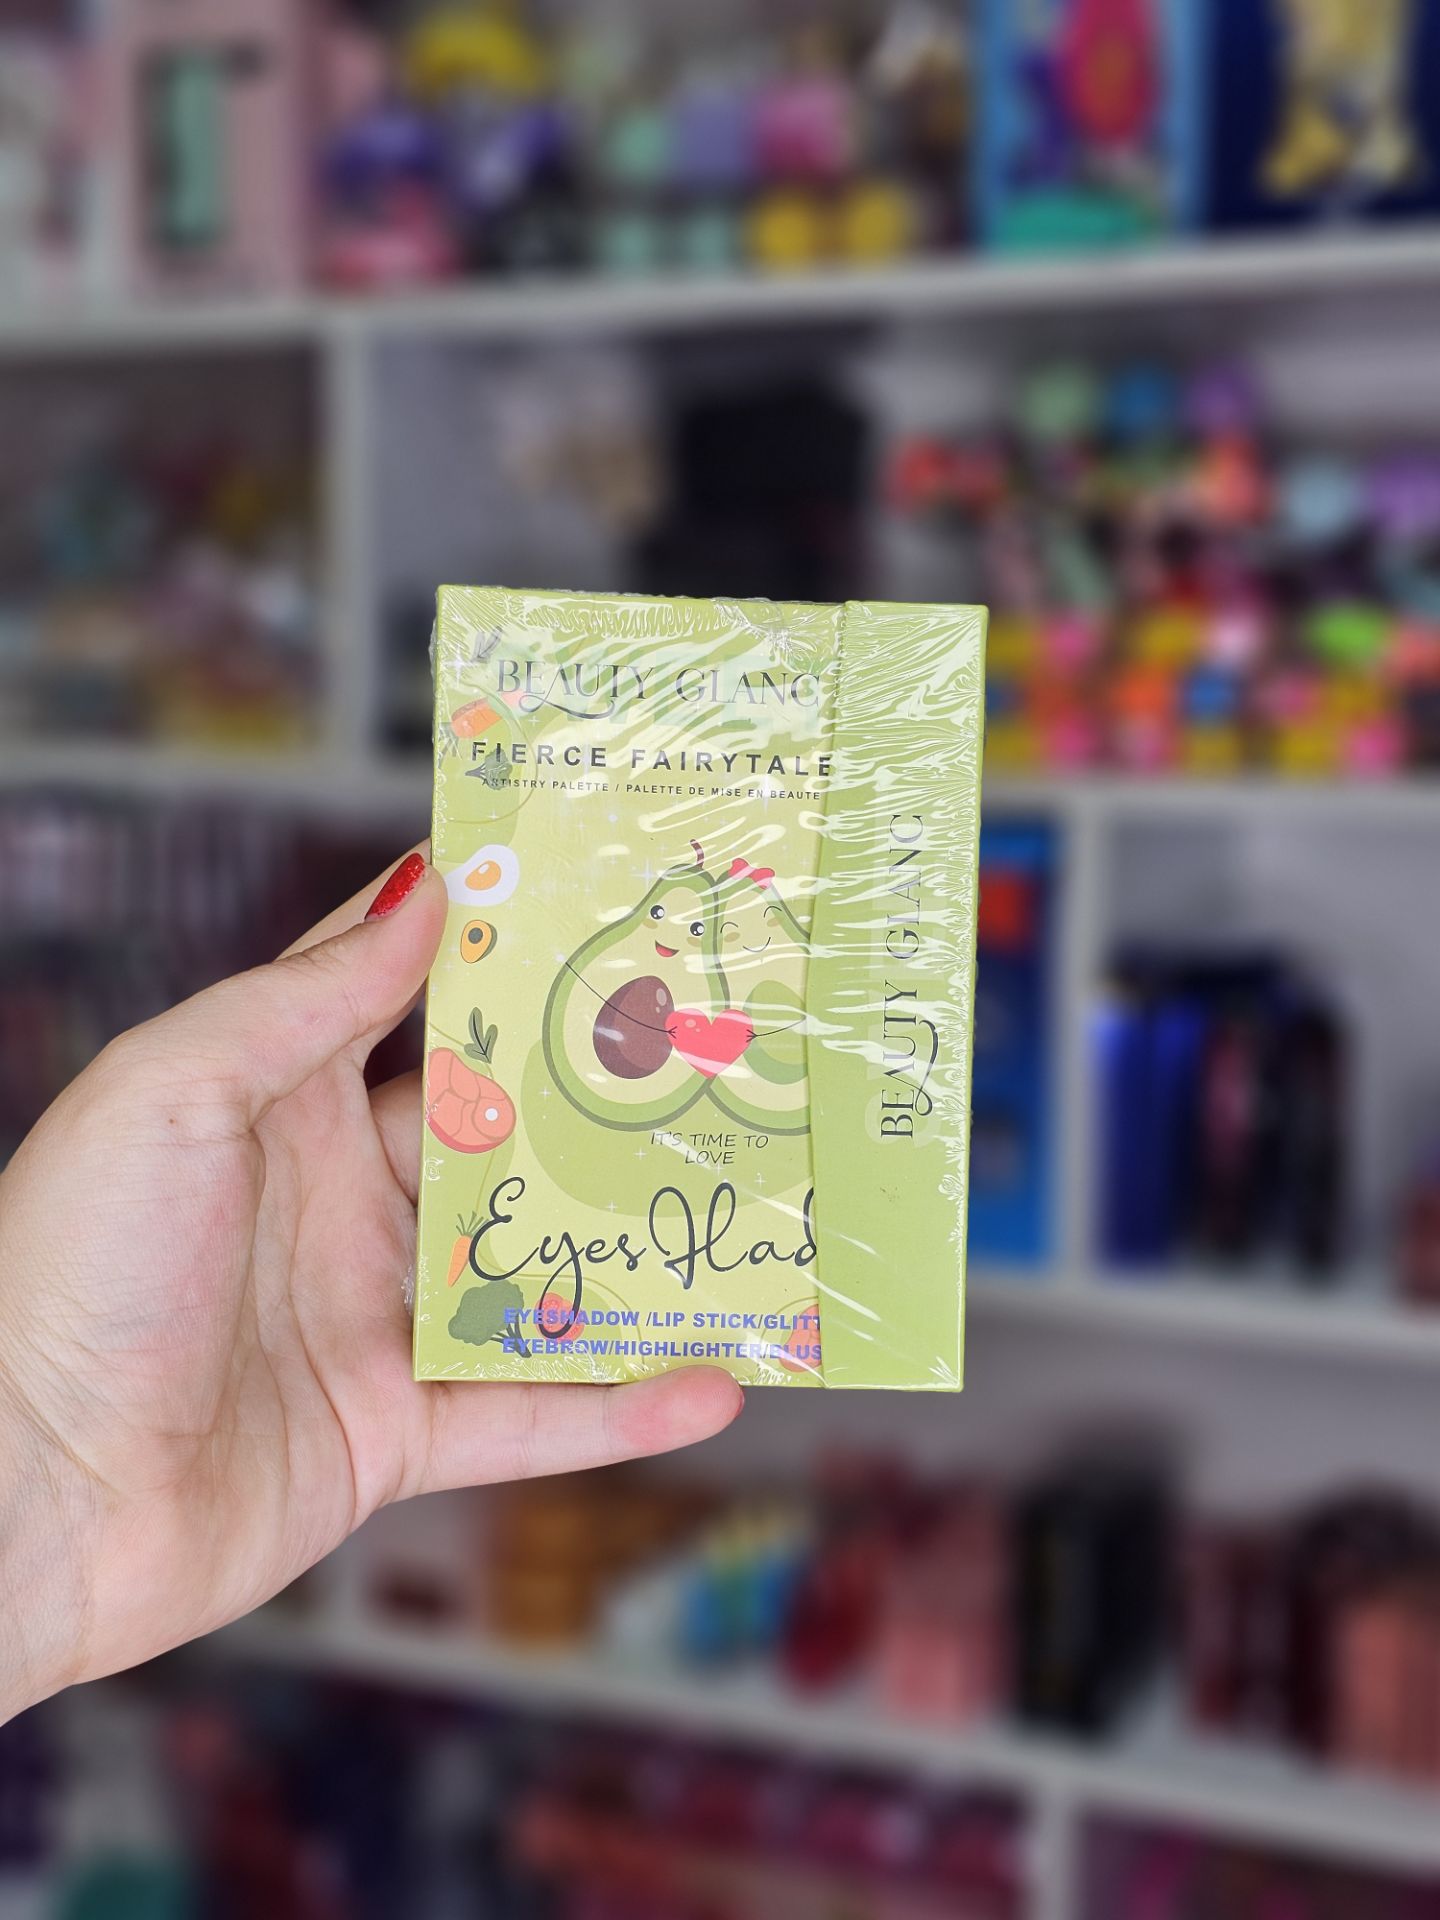 BEAUTY GLANC
FIERCE FAIRYTALE
ARTISTRY PALETTE / PALETTE DE MISE EN BEAUTE
IT'S TIME TO
LOVE
Eyes Had
EYESHADOW /LIP STICK/GLITT
EYEBROW/HIGHLIGHTER/BLUS
BEAUTY GLANC